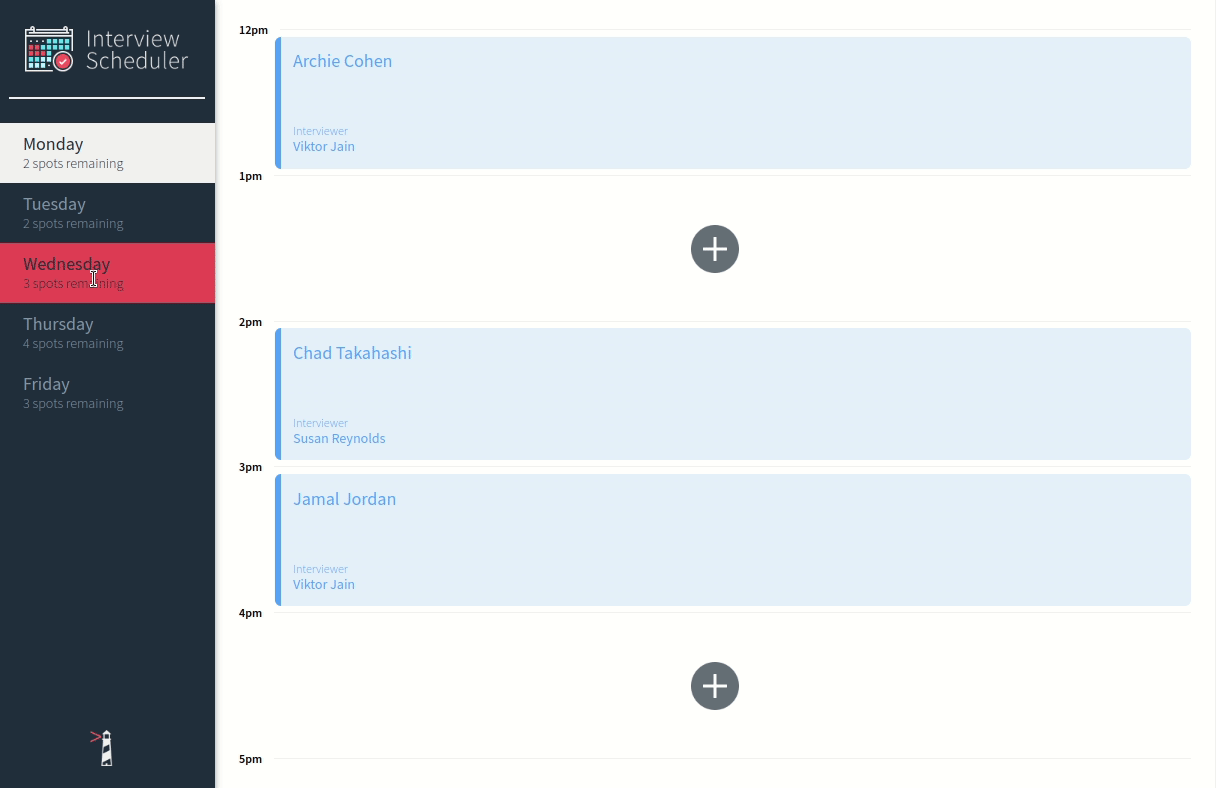 Interview
Scheduler
Monday
2 spots remaining
Tuesday
2 spots remaining
Wednesday
3 spots remaining
Thursday
4 spots remaining
Friday
3 spots remaining
12pm
Archie Cohen
Interviewer
Viktor Jain
1pm
2pm
Chad Takahashi
Interviewer
Susan Reynolds
3pm
Jamal Jordan
Interviewer
Viktor Jain
4pm
5pm